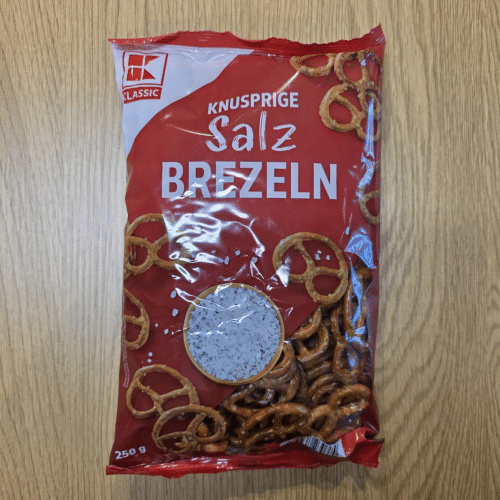 K
CLASSIC
KNUSPRIGE
Salz
BREZELN
250 g